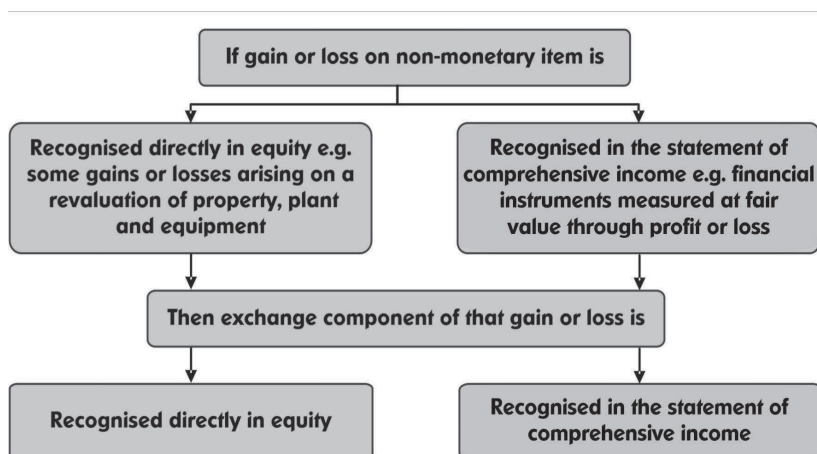 If gain or loss on non-monetary item is
Recognised directly in equity e.g.
some gains or losses arising on a
revaluation of property, plant
and equipment
Recognised in the statement of
comprehensive income e.g. financial
instruments measured at fair
value through profit or loss
Then exchange component of that gain or loss is
Recognised directly in equity
Recognised in the statement of
comprehensive income